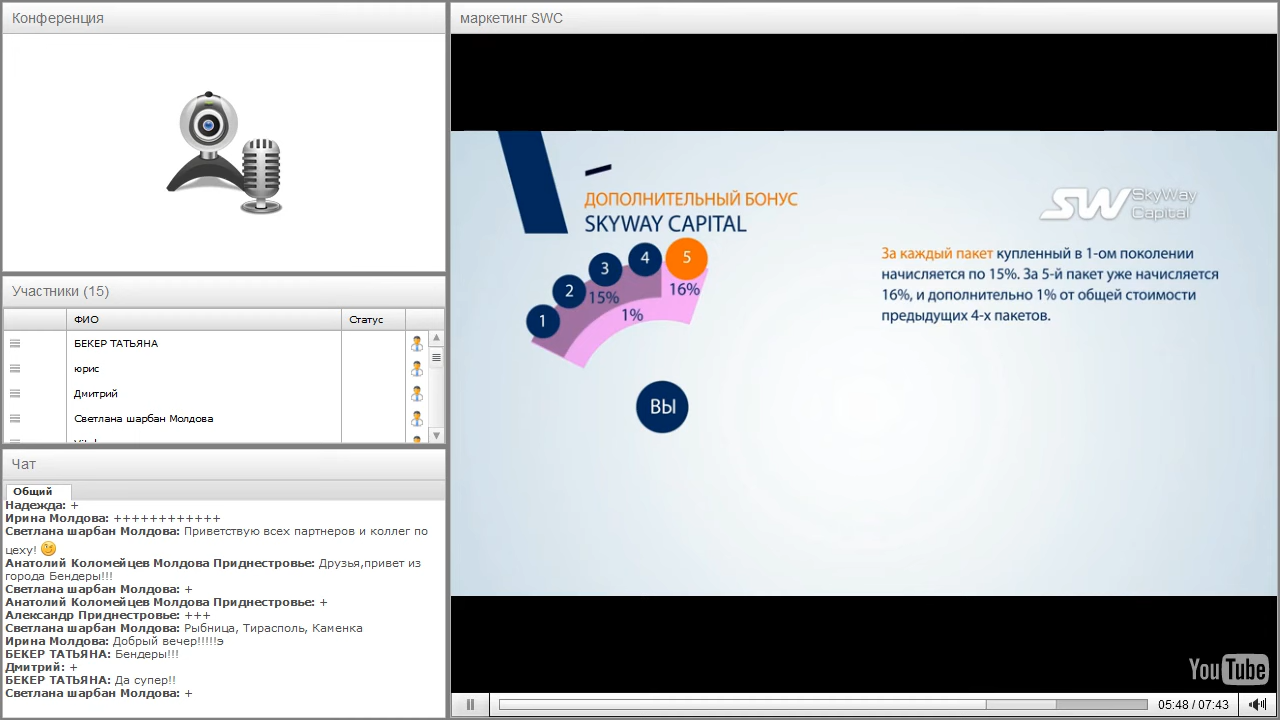 Конференция
Участники (15)
ФИО
Статус
БЕКЕР ТАТЬЯНА
юрис
Дмитрий
Светлана шарбан Молдова
Чат
Общий
Надежда: +
Ирина Молдова: ++++++++++++
Светлана шарбан Молдова: Приветствую всех партнеров и коллег по
цеху!
Анатолий Коломейцев Молдова Приднестровье: Друзья,привет из
города Бендеры!!!
Светлана шарбан Молдова: +
Анатолий Коломейцев Молдова Приднестровье: +
Александр Приднестровье: +++
Светлана шарбан Молдова: Рыбница, Тирасполь, Каменка
Ирина Молдова: Добрый вечер!!!!!э
БЕКЕР ТАТЬЯНА: Бендеры!!!
Дмитрий: +
БЕКЕР ТАТЬЯНА: Да супер!!
Светлана шарбан Молдова: +
маркетинг SWC
ДОПОЛНИТЕЛЬНЫЙ БОНУС
SKYWAY CAPITAL
1
2
3
4
5
15%
16%
1%
ВЫ
SW SkyWay
Capital
За каждый пакет купленный в 1-ом поколении
начисляется по 15%. За 5-й пакет уже начисляется
16%, и дополнительно 1% от общей стоимости
предыдущих 4-х пакетов.
YouTube
05:48 / 07:43